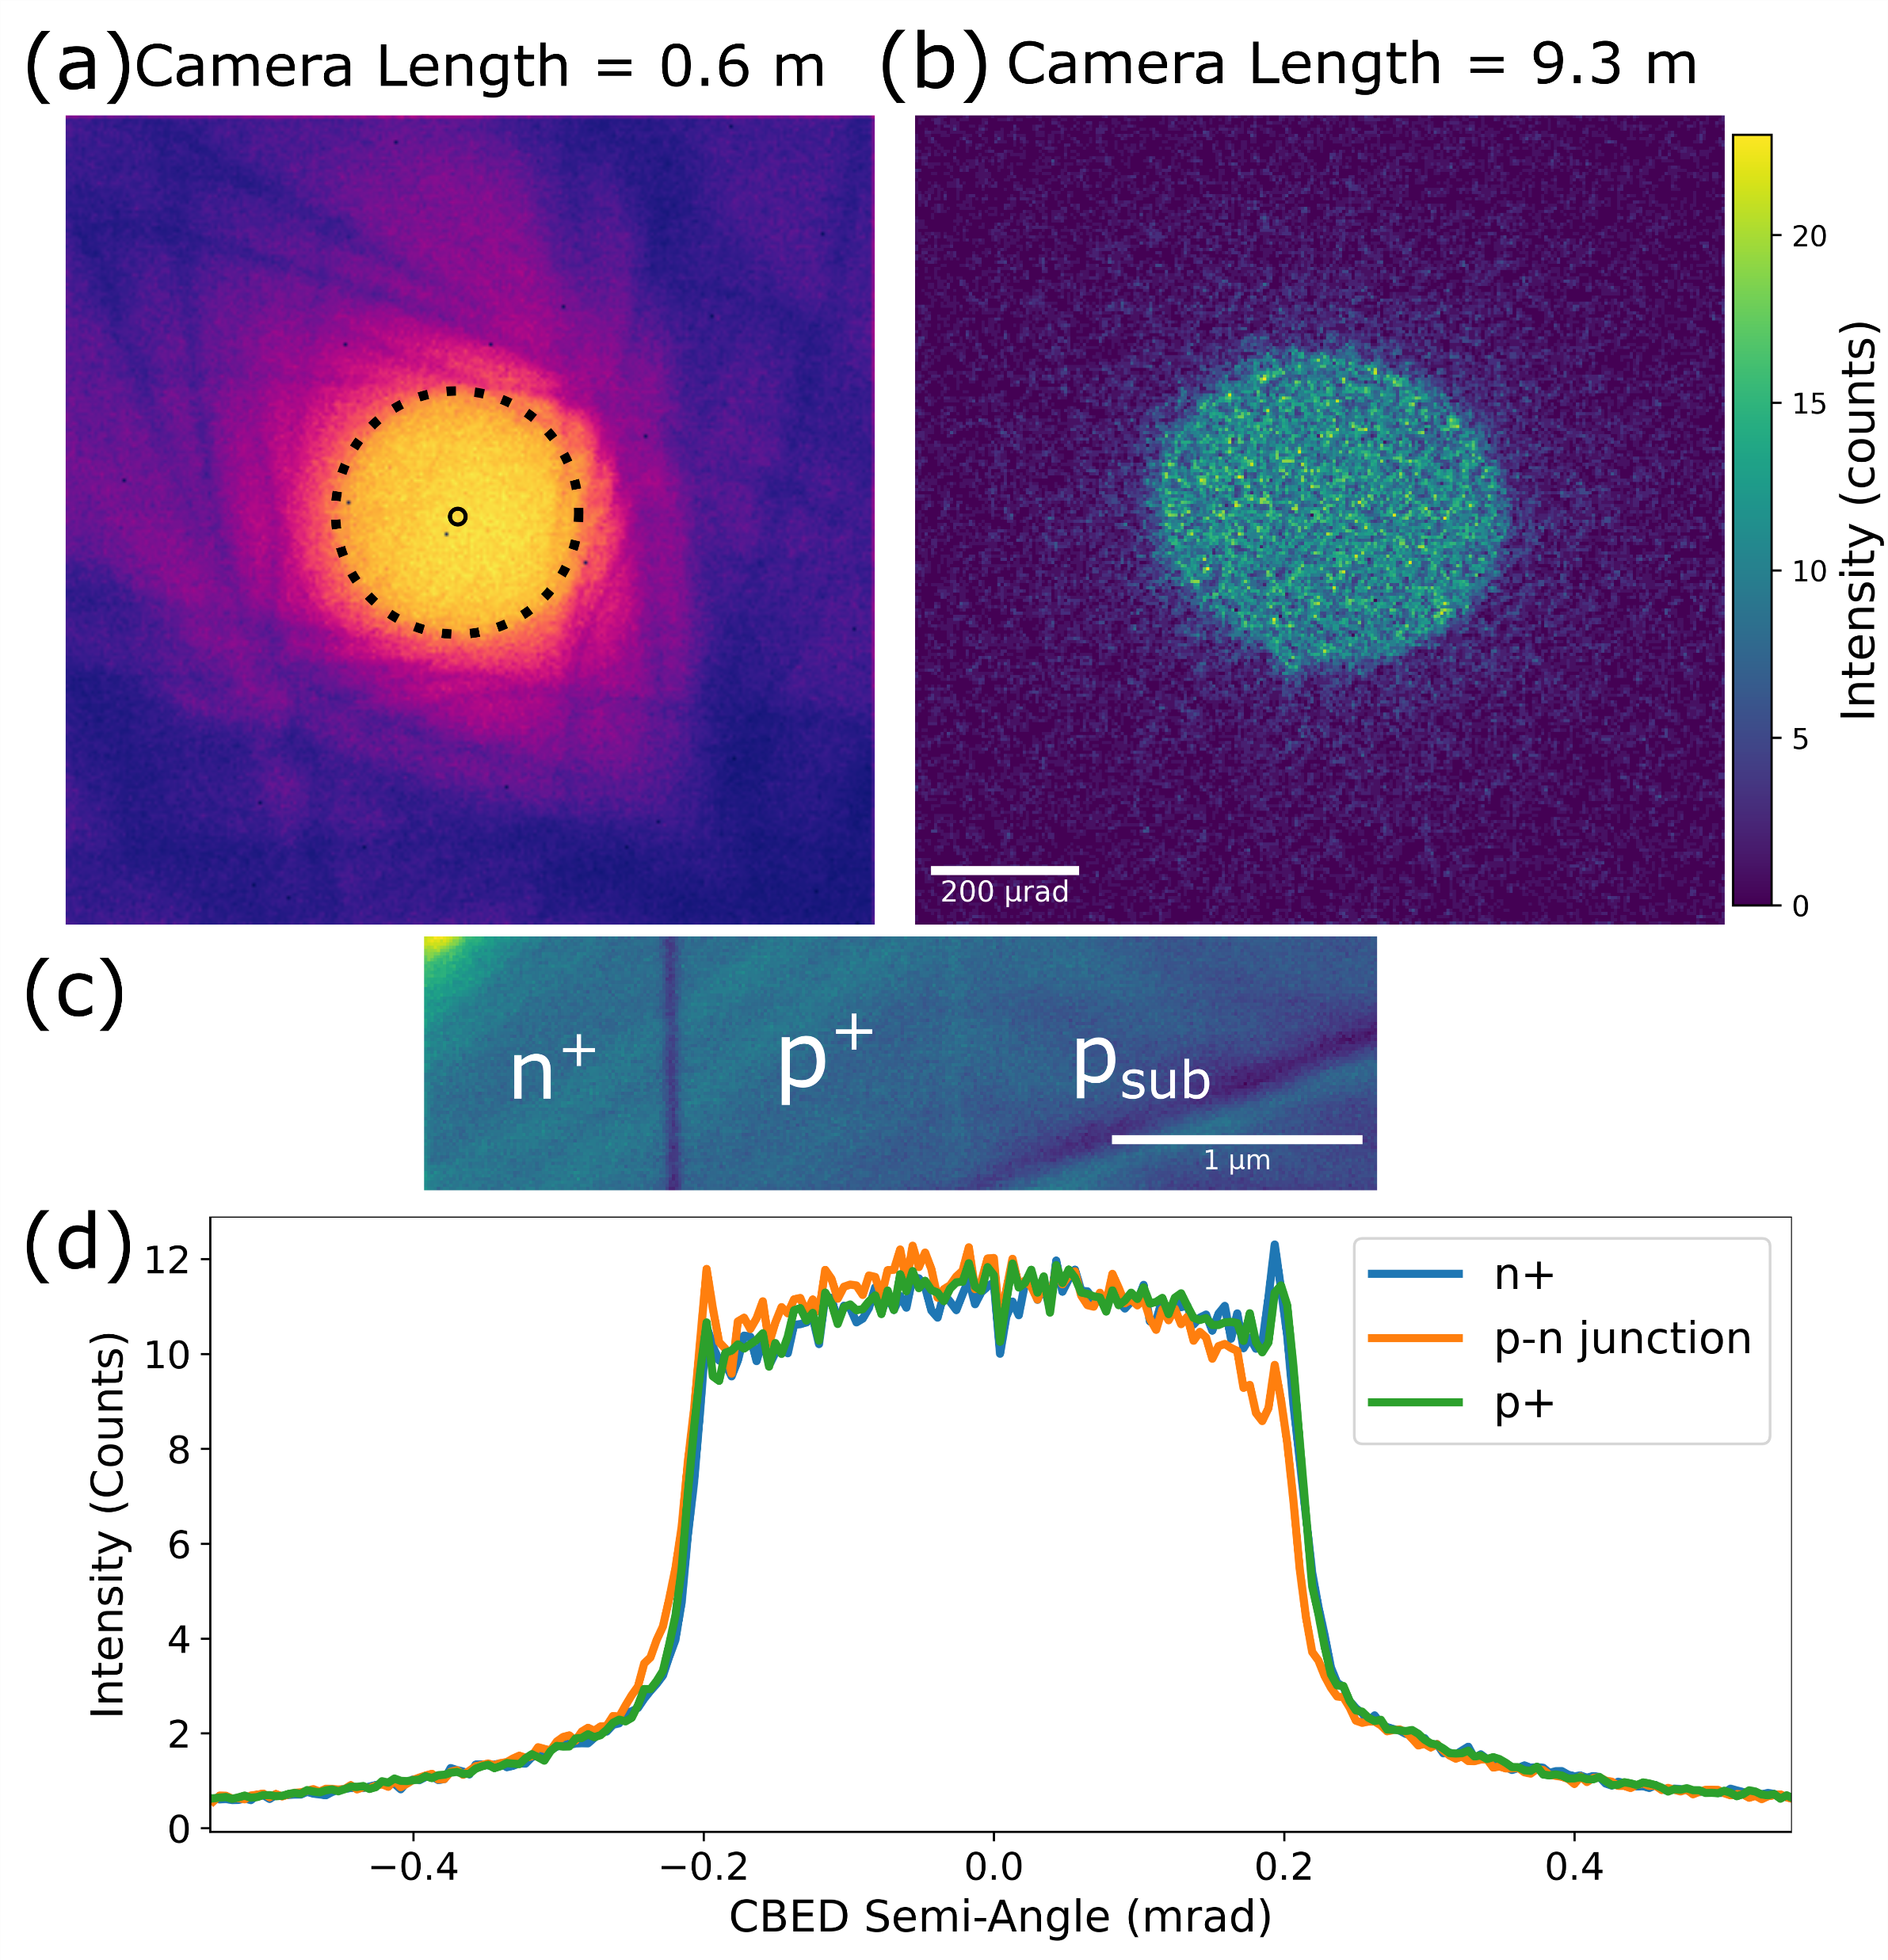 (a) Camera Length = 0.6 m
(b) Camera Length = 9.3 m
20
15
10
5
0
Intensity (counts)
200 μrad
(c)
n+
p+
psub
1 μm
(d)
12
10
8
6
4
2
0
Intensity (Counts)
n+
p-n junction
p+
−0.4
−0.2
0.0
0.2
0.4
CBED Semi-Angle (mrad)